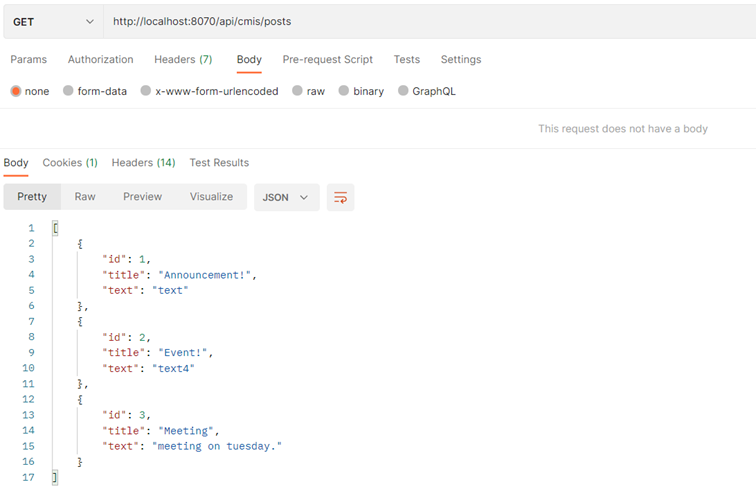 GET http://localhost:8070/api/cmis/posts
Params Authorization Headers (7) Body Pre-request Script Tests Settings
none form-data x-www-form-urlencoded raw binary GraphQL
This request does not have a body
Body Cookies (1) Headers (14) Test Results
Pretty Raw Preview Visualize JSON
1 [
2 {
3 "id": 1,
4 "title": "Announcement!",
5 "text": "text"
6 },
7 {
8 "id": 2,
9 "title": "Event!",
10 "text": "text4"
11 },
12 {
13 "id": 3,
14 "title": "Meeting",
15 "text": "meeting on tuesday."
16 }
17 ]